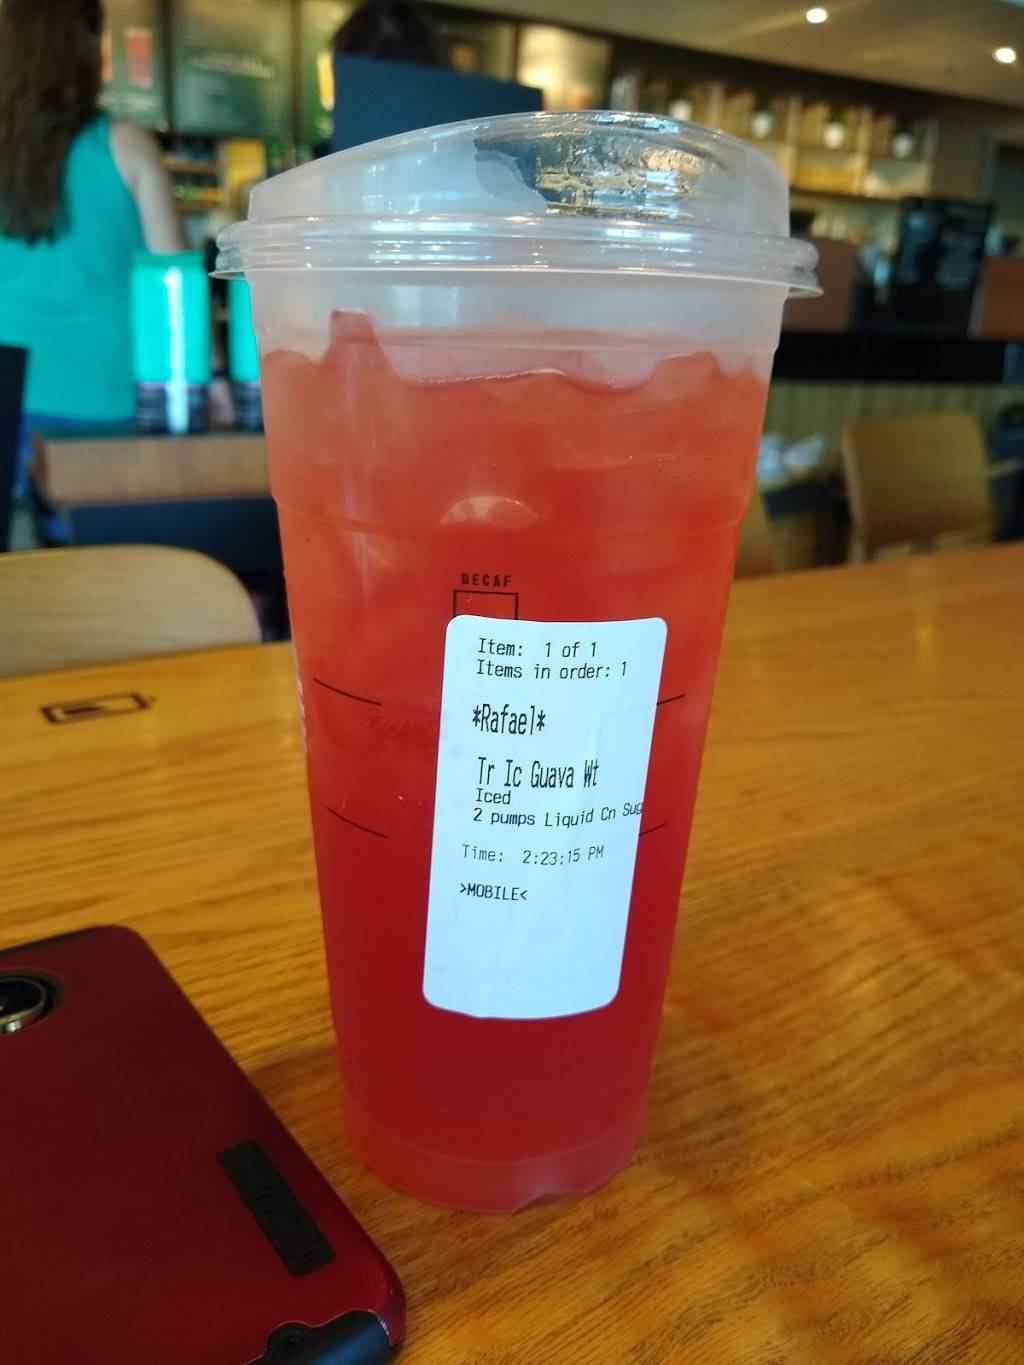 DECAF
Item: 1 of 1
Items in order: 1
*Rafael*
Tr Ic Guava Wt
Iced
2 pumps Liquid Cn Sug
Time: 2:23:15 PM
>MOBILE<